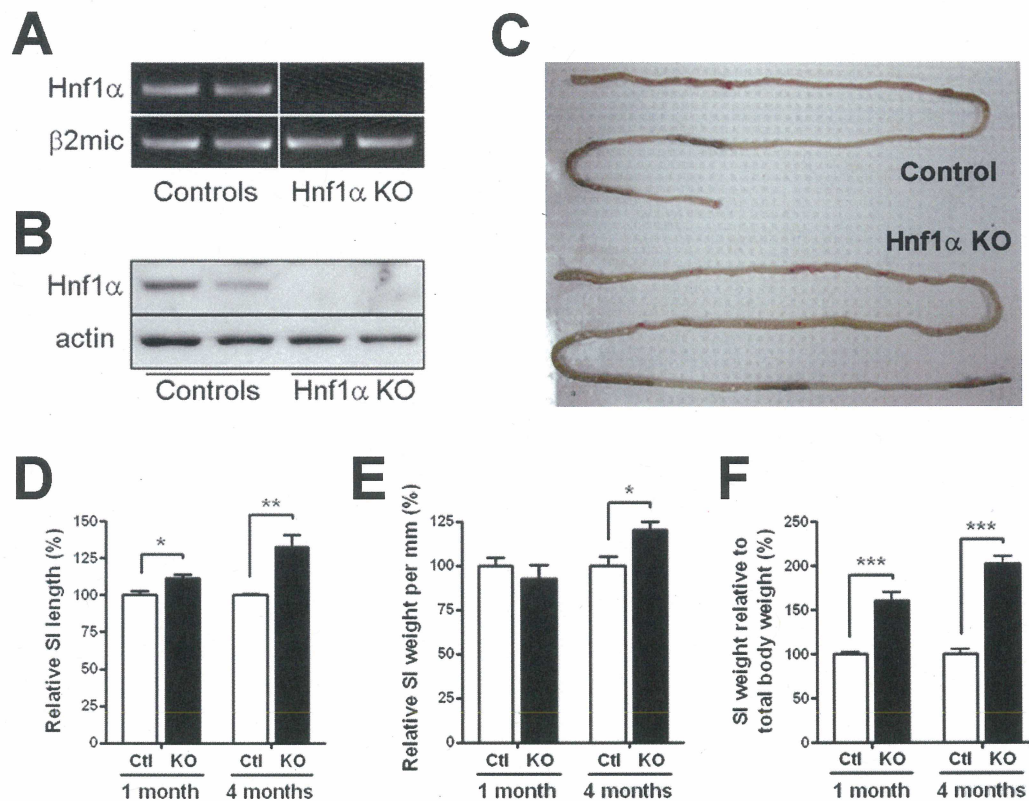 A
Hnf1α
β2mic
Controls Hnf1α KO
B
Hnf1α
actin
Controls Hnf1α KO
C
Control
Hnf1α KO
D
Relative SI length (%)
150
125
100
75
50
25
0
*
**
Ctl KO Ctl KO
1 month 4 months
E
Relative SI weight per mm (%)
125
100
75
50
25
0
*
Ctl KO Ctl KO
1 month 4 months
F
SI weight relative to
total body weight (%)
250
200
150
100
50
0
***
***
Ctl KO Ctl KO
1 month 4 months